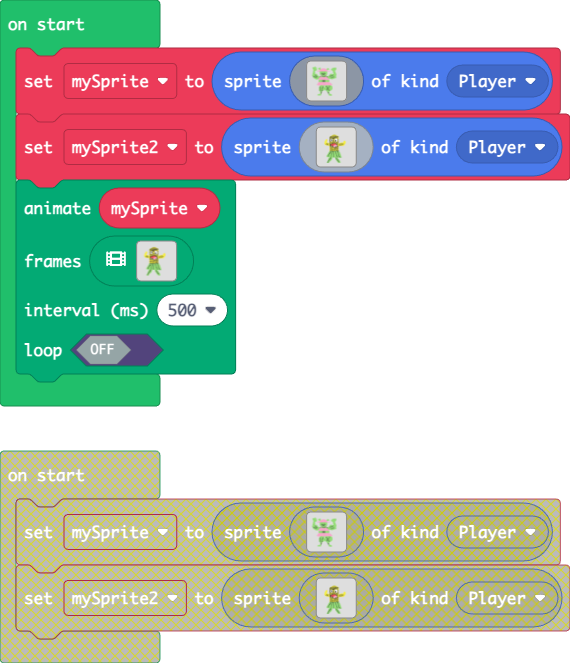 on start
set mySprite to sprite of kind Player
set mySprite2 to sprite of kind Player
animate mySprite
frames
interval (ms) 500
loop OFF
on start
set mySprite to sprite of kind Player
set mySprite2 to sprite of kind Player